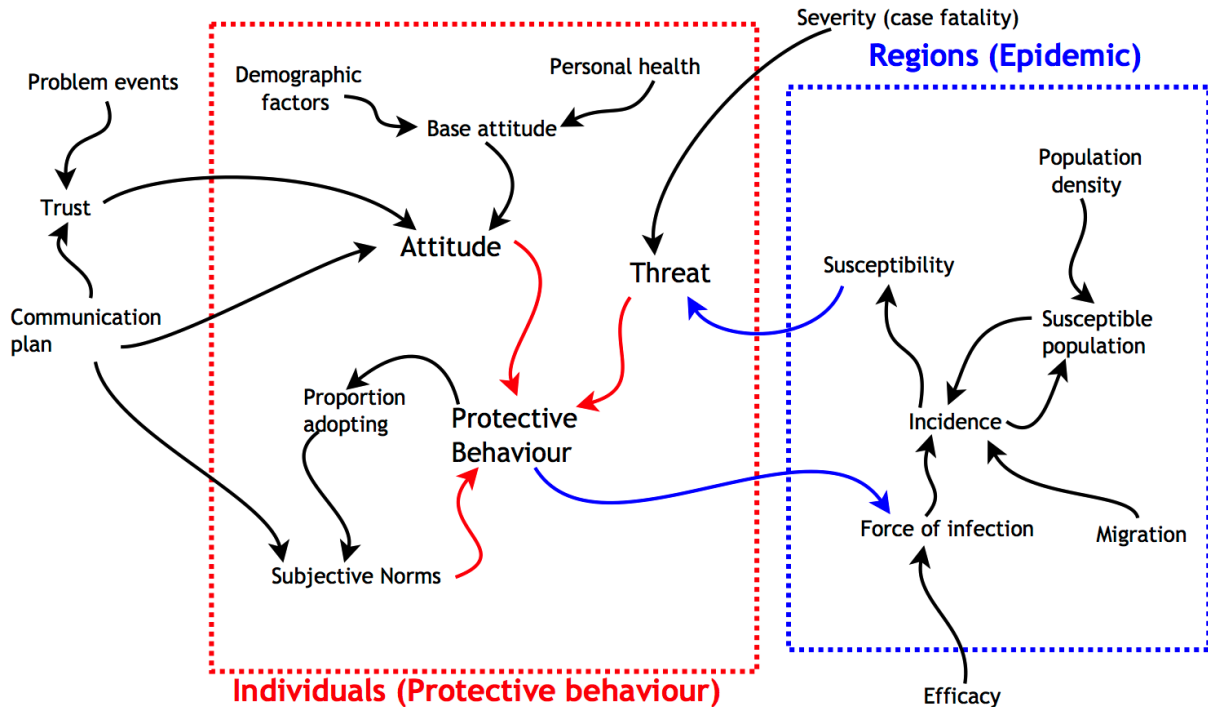 Severity (case fatality)
Regions (Epidemic)
Problem events
Demographic
factors
Personal health
Base attitude
Population
density
Trust
Attitude
Threat
Susceptibility
Communication
plan
Susceptible
population
Proportion
adopting
Protective
Behaviour
Incidence
Force of infection
Migration
Subjective Norms
Individuals (Protective behaviour)
Efficacy